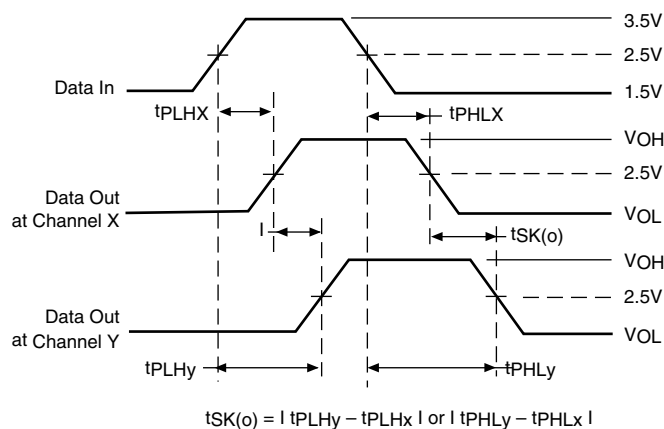 3.5V
Data In
2.5V
1.5V
tPLHX
tPHLX
VOH
Data Out
at Channel X
2.5V
VOL
I
tSK(o)
VOH
Data Out
at Channel Y
2.5V
VOL
tPLHy
tPHLy
tSK(o) = I tPLHy – tPLHx I or I tPHLy – tPHLx I